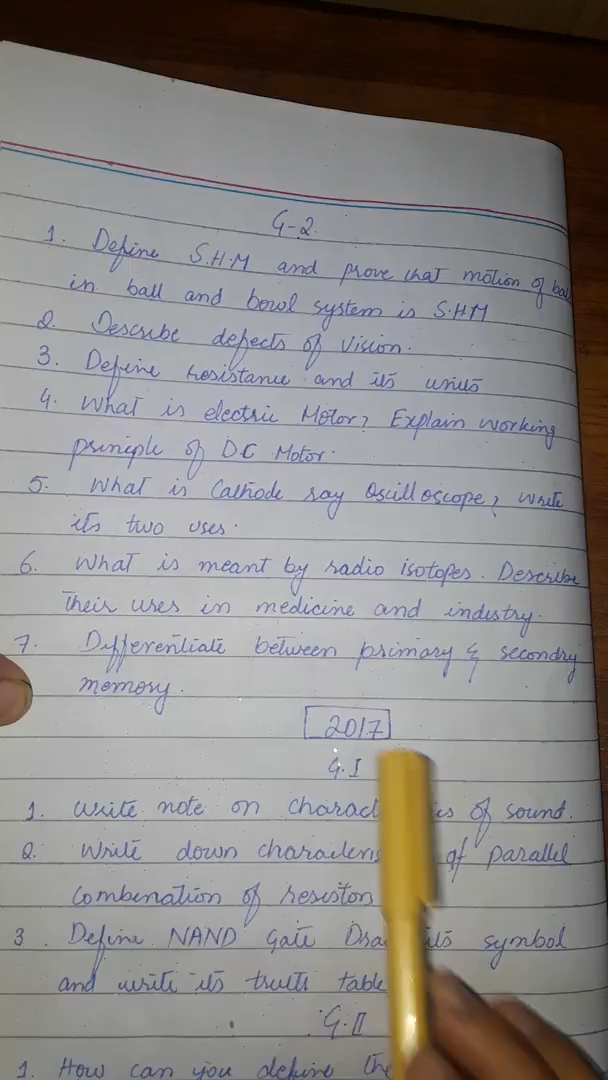 G-2.
1. Define S.H.M and prove that motion of ball
in ball and bowl system is S.H.M
2. Describe defects of vision.
3. Define resistance and its units
4. What is electric Motor? Explain working
principle of DC Motor.
5. What is Cathode ray Oscilloscope? Write
its two uses.
6. What is meant by radio isotopes. Describe
their uses in medicine and industry.
7. Differentiate between primary & secondry
memory.
2017
G.I
1. Write note on of sound.
2. Write down of parallel
Combination of resistors
3. Define NAND Gate its symbol
and write its truth table
G.II
1. How can you define the